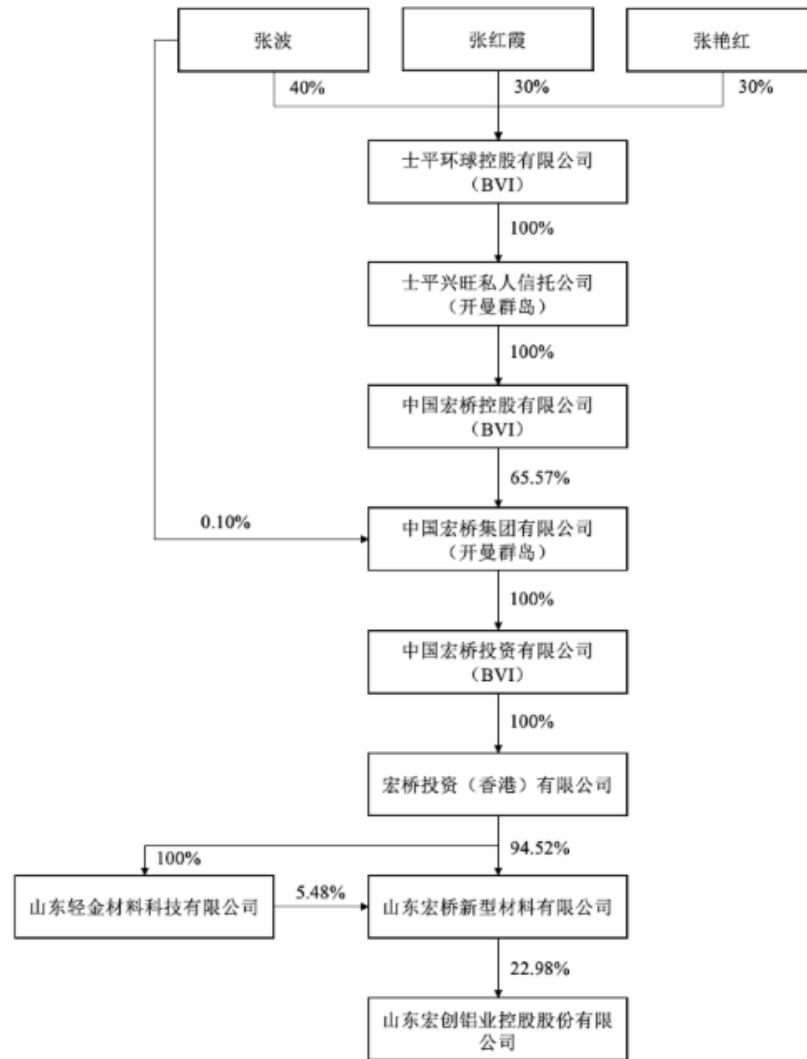 张波
张红霞
张艳红
40%
30%
30%
士平环球控股有限公司
（BVI）
100%
士平兴旺私人信托公司
（开曼群岛）
100%
中国宏桥控股有限公司
（BVI）
65.57%
0.10%
中国宏桥集团有限公司
（开曼群岛）
100%
中国宏桥投资有限公司
（BVI）
100%
宏桥投资（香港）有限公司
100%
94.52%
山东轻金材料科技有限公司
5.48%
山东宏桥新型材料有限公司
22.98%
山东宏创铝业控股股份有限
公司